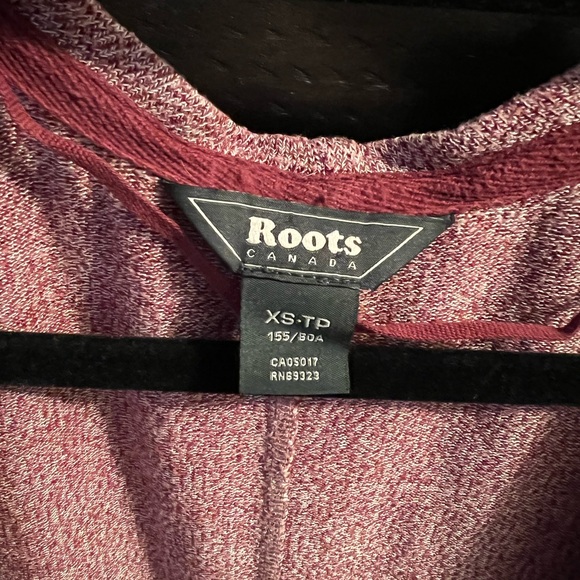 Roots
CANADA
XS-TP
155/80A
CA05017
RN69323